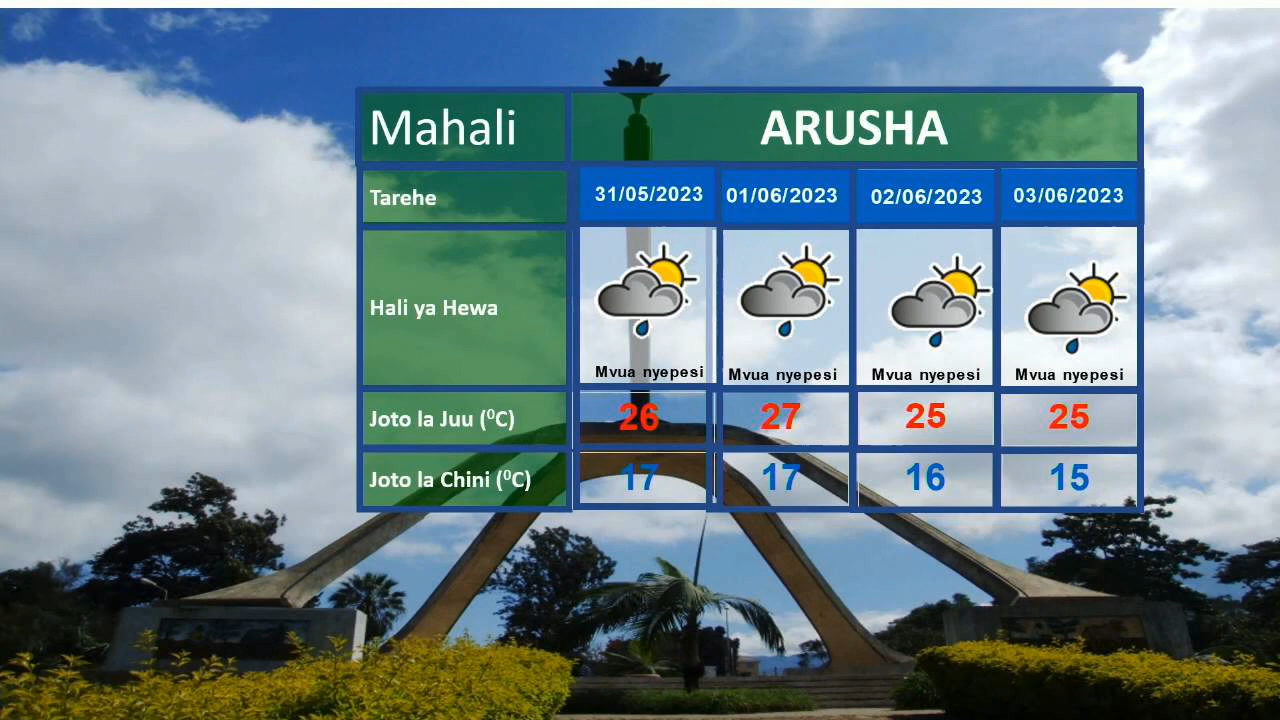 Mahali ARUSHA
Tarehe 31/05/2023 01/06/2023 02/06/2023 03/06/2023
Hali ya Hewa
Mvua nyepesi Mvua nyepesi Mvua nyepesi Mvua nyepesi
Joto la Juu (⁰C) 26 27 25 25
Joto la Chini (⁰C) 17 17 16 15